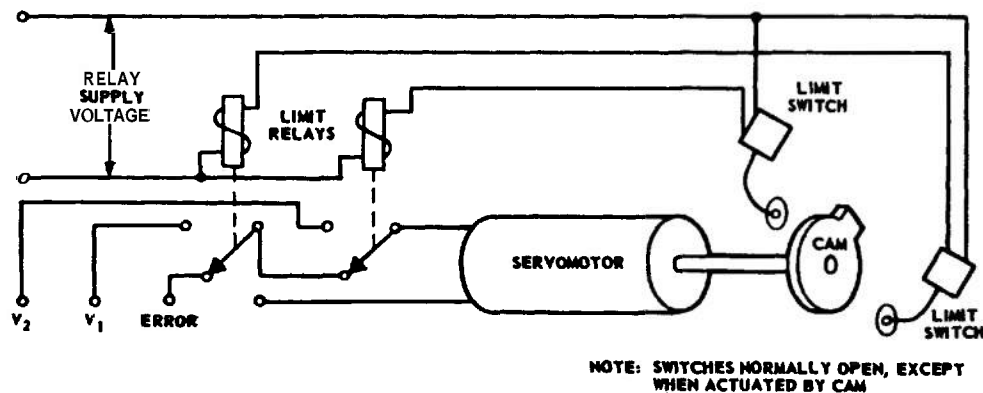 RELAY
SUPPLY
VOLTAGE
LIMIT
RELAYS
LIMIT
SWITCH
SERVOMOTOR
CAM
V2
V1
ERROR
LIMIT
SWITCH
NOTE: SWITCHES NORMALLY OPEN, EXCEPT
WHEN ACTUATED BY CAM